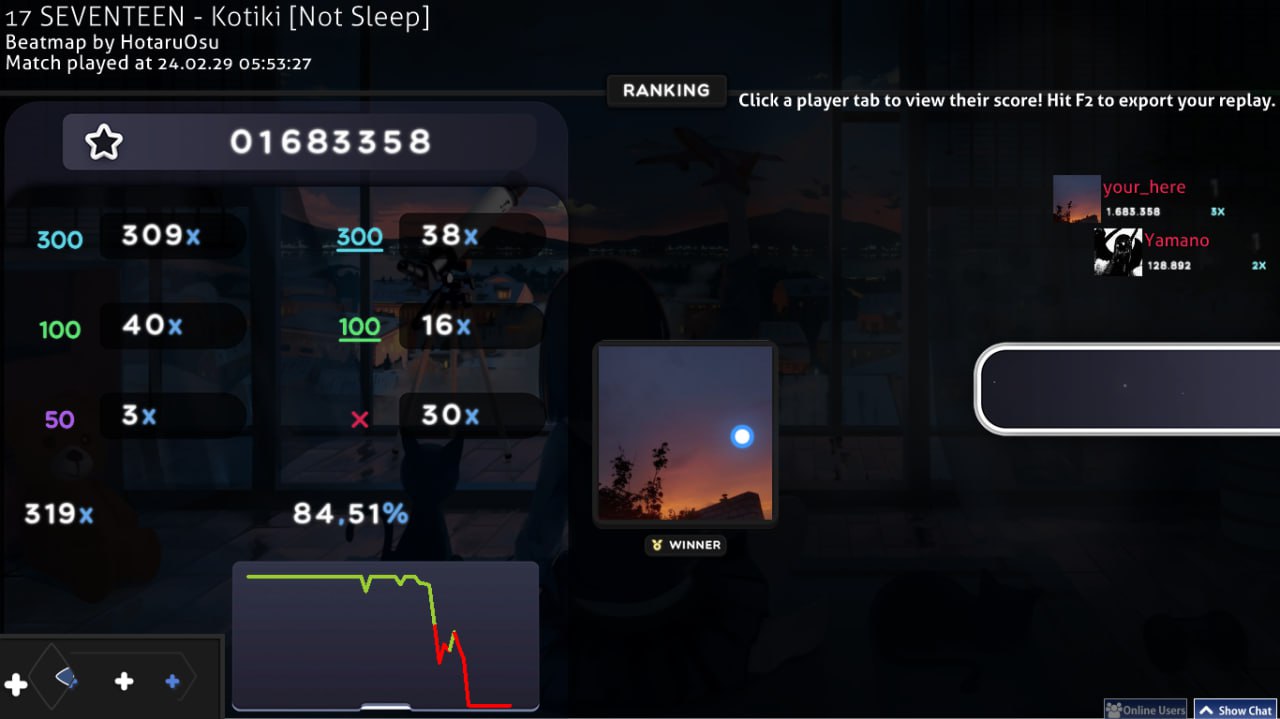 17 SEVENTEEN - Kotiki [Not Sleep]
Beatmap by HotaruOsu
Match played at 24.02.29 05:53:27
RANKING
Click a player tab to view their score! Hit F2 to export your replay.
01683358
300 309x 300 38x
100 40x 100 16x
50 3x X 30x
319x 84,51%
your_here 1
1.683.358 3X
Yamano
128.892 2X
WINNER
Online Users
Show Chat